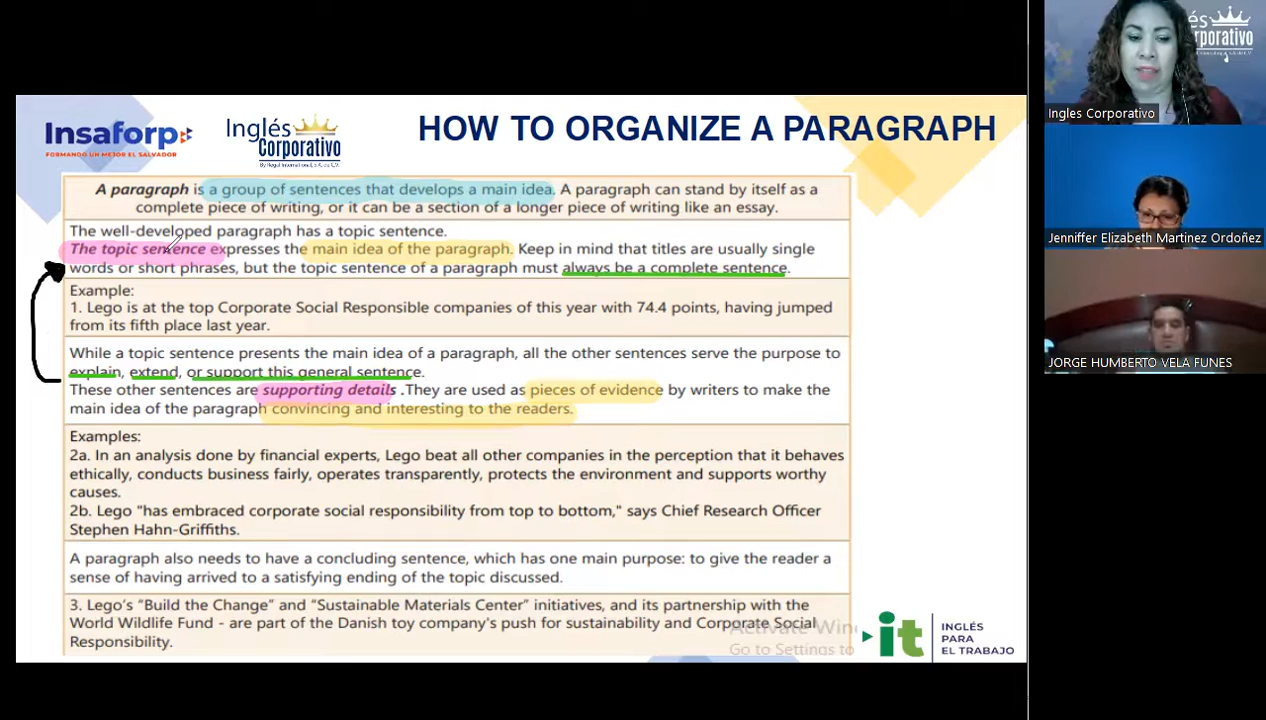 Insaforp
FORMANDO UN MEJOR EL SALVADOR
Inglés
Corporativo
HOW TO ORGANIZE A PARAGRAPH
A paragraph is a group of sentences that develops a main idea. A paragraph can stand by itself as a
complete piece of writing, or it can be a section of a longer piece of writing like an essay.
The well-developed paragraph has a topic sentence.
The topic sentence expresses the main idea of the paragraph. Keep in mind that titles are usually single
words or short phrases, but the topic sentence of a paragraph must always be a complete sentence.
Example:
1. Lego is at the top Corporate Social Responsible companies of this year with 74.4 points, having jumped
from its fifth place last year.
While a topic sentence presents the main idea of a paragraph, all the other sentences serve the purpose to
explain, extend, or support this general sentence.
These other sentences are supporting details .They are used as pieces of evidence by writers to make the
main idea of the paragraph convincing and interesting to the readers.
Examples:
2a. In an analysis done by financial experts, Lego beat all other companies in the perception that it behaves
ethically, conducts business fairly, operates transparently, protects the environment and supports worthy
causes.
2b. Lego "has embraced corporate social responsibility from top to bottom," says Chief Research Officer
Stephen Hahn-Griffiths.
A paragraph also needs to have a concluding sentence, which has one main purpose: to give the reader a
sense of having arrived to a satisfying ending of the topic discussed.
3. Lego's “Build the Change” and “Sustainable Materials Center” initiatives, and its partnership with the
World Wildlife Fund - are part of the Danish toy company's push for sustainability and Corporate Social
Responsibility.
Activate Win
Go to Settings to
it
INGLÉS
PARA
EL TRABAJO
és
rporativo
Ingles Corporativo
Jenniffer Elizabeth Martinez Ordoñez
JORGE HUMBERTO VELA FUNES